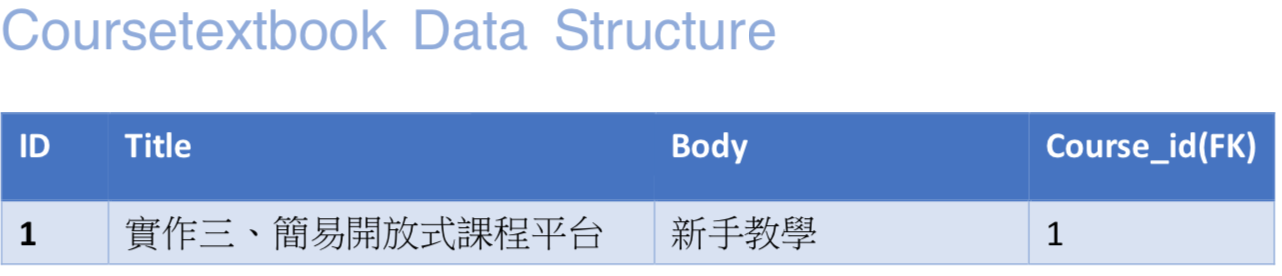 Coursetextbook Data Structure
ID Title Body Course_id(FK)
1 實作三、簡易開放式課程平台 新手教學 1